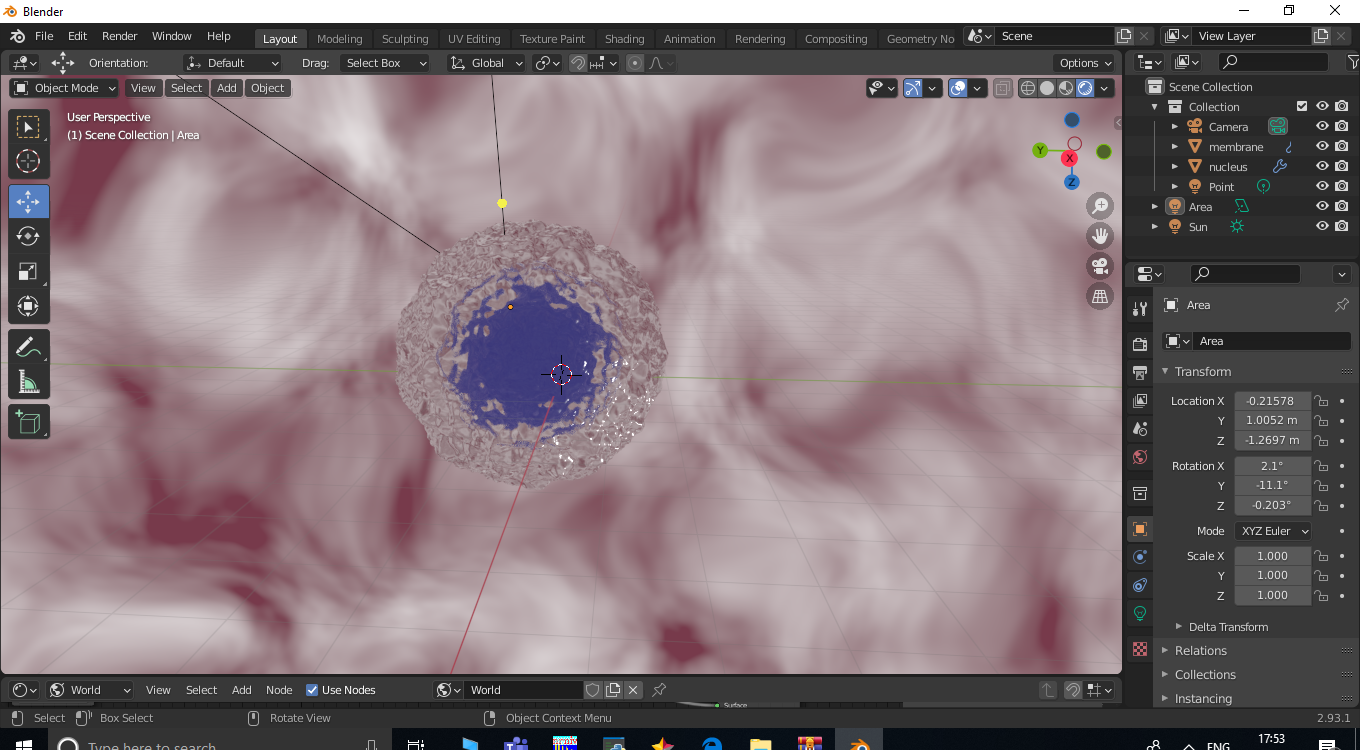 Blender
File Edit Render Window Help Layout Modeling Sculpting UV Editing Texture Paint Shading Animation Rendering Compositing Geometry No Scene View Layer
Orientation: Default Drag: Select Box Global Options
Object Mode View Select Add Object
User Perspective
(1) Scene Collection | Area
Y
X
Z
Scene Collection
Collection
Camera
membrane
nucleus
Point
Area
Sun
Area
Area
Transform
Location X -0.21578
Y 1.0052 m
Z -1.2697 m
Rotation X 2.1°
Y -11.1°
Z -0.203°
Mode XYZ Euler
Scale X 1.000
Y 1.000
Z 1.000
Delta Transform
Relations
Collections
Instancing
World View Select Add Node Use Nodes World
Surface
Select Box Select Rotate View Object Context Menu 2.93.1
Type here to search ENG 17:53